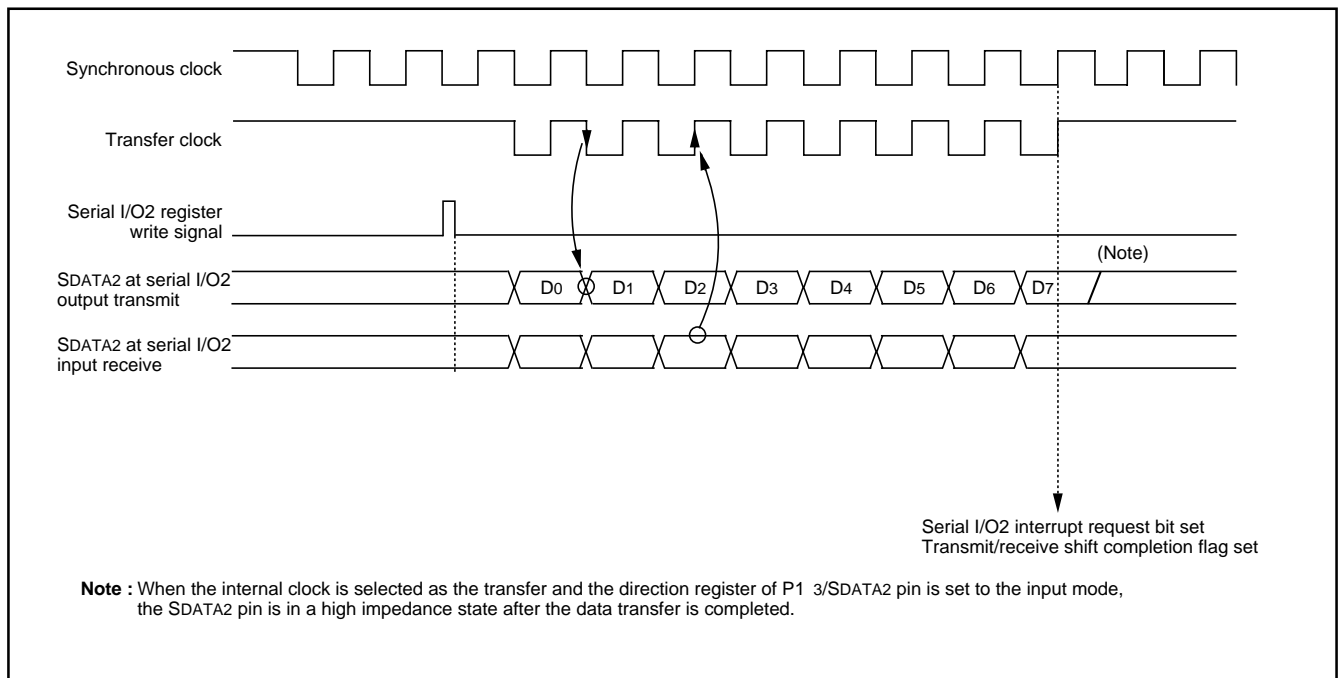 Synchronous clock
Transfer clock
Serial I/O2 register
write signal
(Note)
SDATA2 at serial I/O2
output transmit
D0 D1 D2 D3 D4 D5 D6 D7
SDATA2 at serial I/O2
input receive
Serial I/O2 interrupt request bit set
Transmit/receive shift completion flag set
Note : When the internal clock is selected as the transfer and the direction register of P1 3/SDATA2 pin is set to the input mode,
the SDATA2 pin is in a high impedance state after the data transfer is completed.